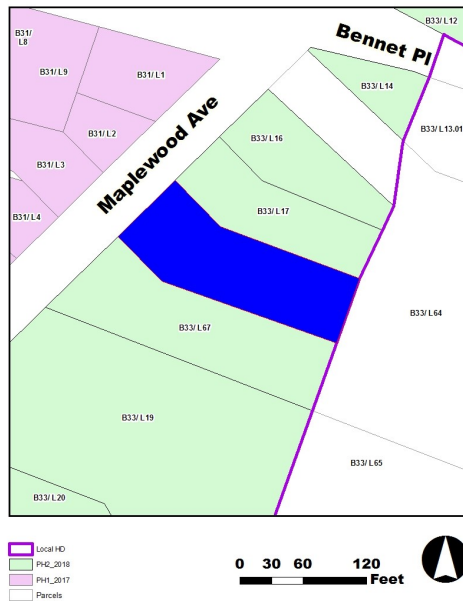 B33/ L12
Bennet Pl
B31/
L8
B31/ L9
B31/ L1
B33/ L14
B31/ L2
B33/ L13.01
B33/ L16
B31/ L3
Maplewood Ave
B31/ L4
B33/ L17
B33/ L64
B33/ L67
B33/ L19
B33/ L65
B33/ L20
Local HD
PH2_2018
PH1_2017
Parcels
0 30 60 120
Feet